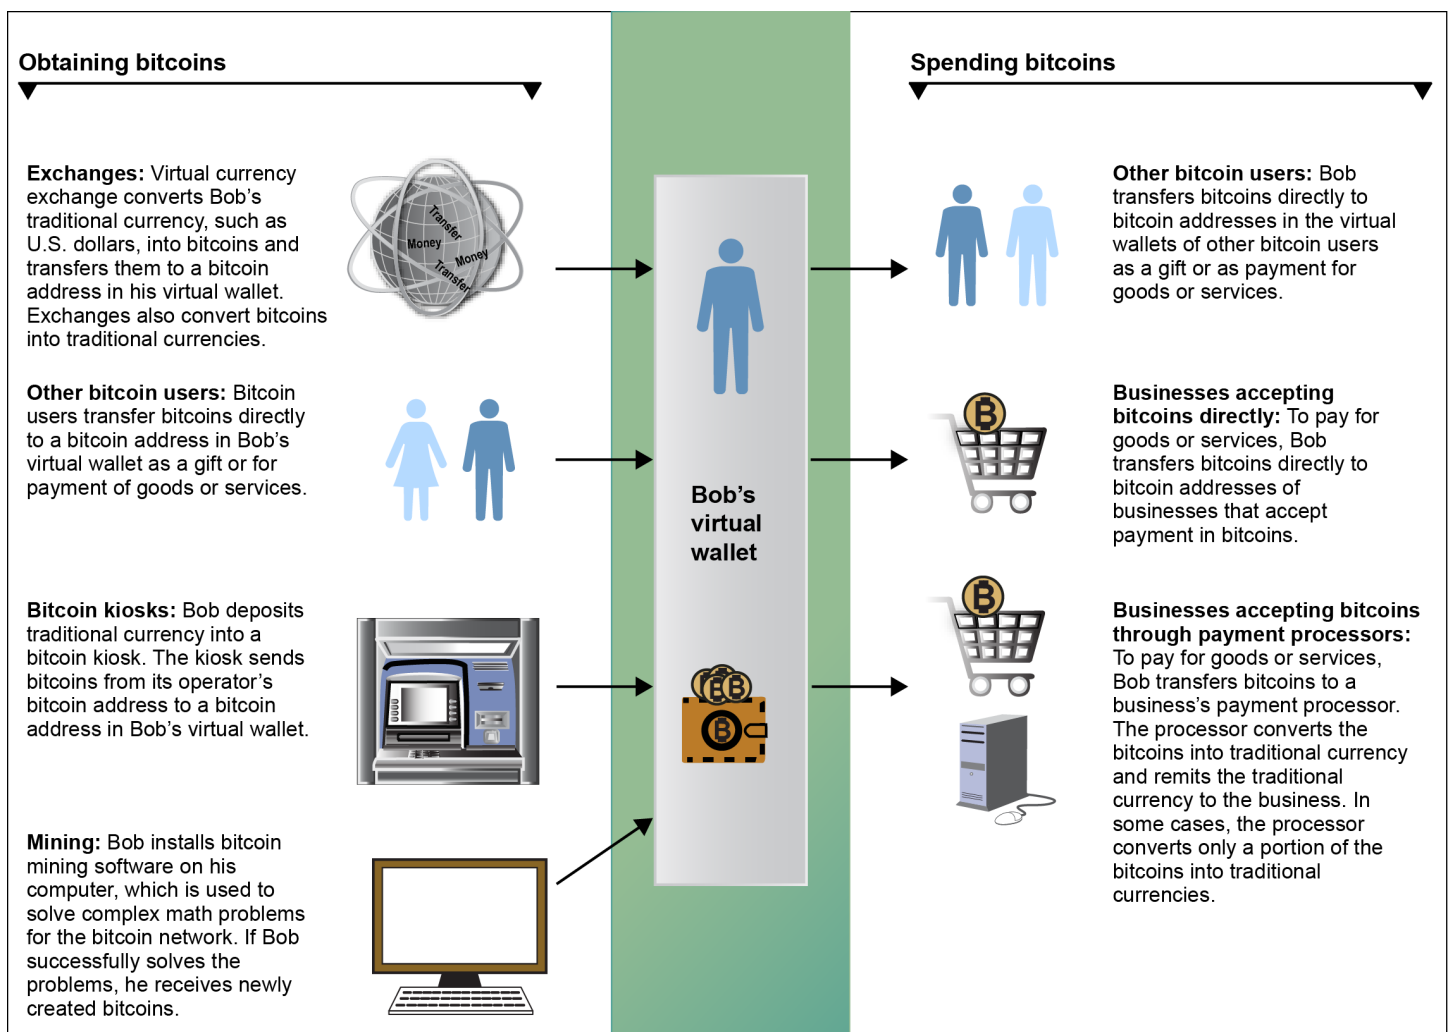 Obtaining bitcoins
Exchanges: Virtual currency
exchange converts Bob's
traditional currency, such as
U.S. dollars, into bitcoins and
transfers them to a bitcoin
address in his virtual wallet.
Exchanges also convert bitcoins
into traditional currencies.
Transfer
Money
Money
Transfer
Other bitcoin users: Bitcoin
users transfer bitcoins directly
to a bitcoin address in Bob's
virtual wallet as a gift or for
payment of goods or services.
Bitcoin kiosks: Bob deposits
traditional currency into a
bitcoin kiosk. The kiosk sends
bitcoins from its operator's
bitcoin address to a bitcoin
address in Bob's virtual wallet.
Mining: Bob installs bitcoin
mining software on his
computer, which is used to
solve complex math problems
for the bitcoin network. If Bob
successfully solves the
problems, he receives newly
created bitcoins.
Bob's
virtual
wallet
Spending bitcoins
Other bitcoin users: Bob
transfers bitcoins directly to
bitcoin addresses in the virtual
wallets of other bitcoin users
as a gift or as payment for
goods or services.
Businesses accepting
bitcoins directly: To pay for
goods or services, Bob
transfers bitcoins directly to
bitcoin addresses of
businesses that accept
payment in bitcoins.
Businesses accepting bitcoins
through payment processors:
To pay for goods or services,
Bob transfers bitcoins to a
business's payment processor.
The processor converts the
bitcoins into traditional currency
and remits the traditional
currency to the business. In
some cases, the processor
converts only a portion of the
bitcoins into traditional
currencies.